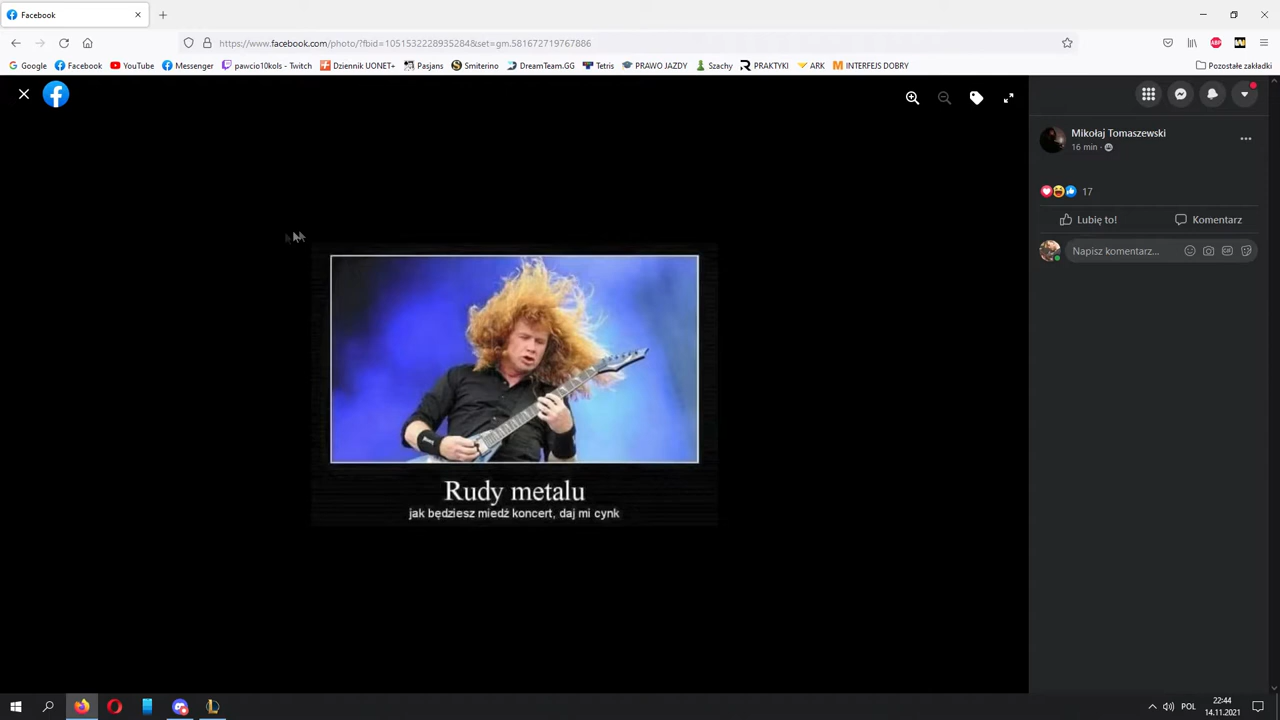 Facebook
https://www.facebook.com/photo/?fbid=1051532228935284&set=gm.2816732719767886
Google Facebook YouTube Messenger pawcio10kols - Twitch Dziennik UONET+ Pasjans Smiterino DreamTeam.GG Tetris PRAWO JAZDY Szachy PRAKTYKI ARK INTERFEJS DOBRY Pozostałe zakładki
Mikołaj Tomaszewski
16 min ·
17
Lubię to! Komentarz
Napisz komentarz...
Rudy metalu
jak będziesz miedź koncert, daj mi cynk
POL
22:44
14.11.2021